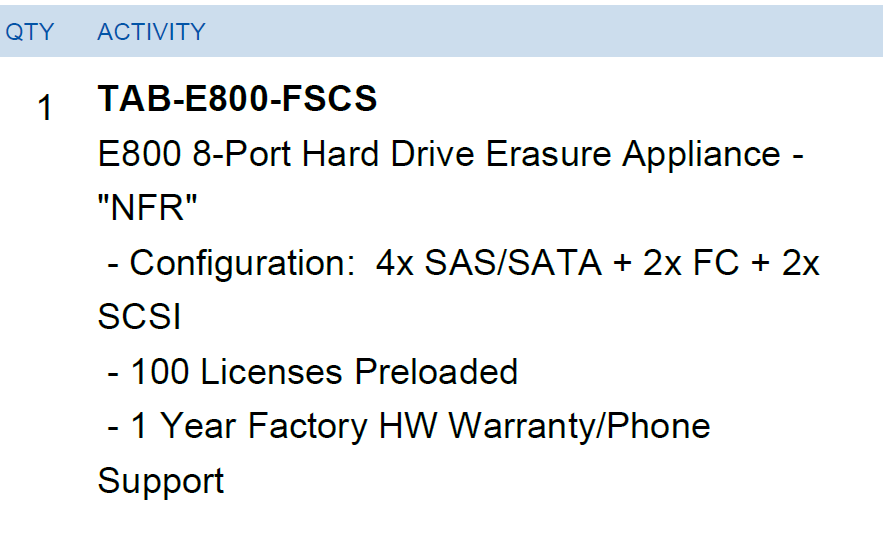 QTY ACTIVITY
1 TAB-E800-FSCS
E800 8-Port Hard Drive Erasure Appliance -
"NFR"
- Configuration:  4x SAS/SATA + 2x FC + 2x
SCSI
- 100 Licenses Preloaded
- 1 Year Factory HW Warranty/Phone
Support